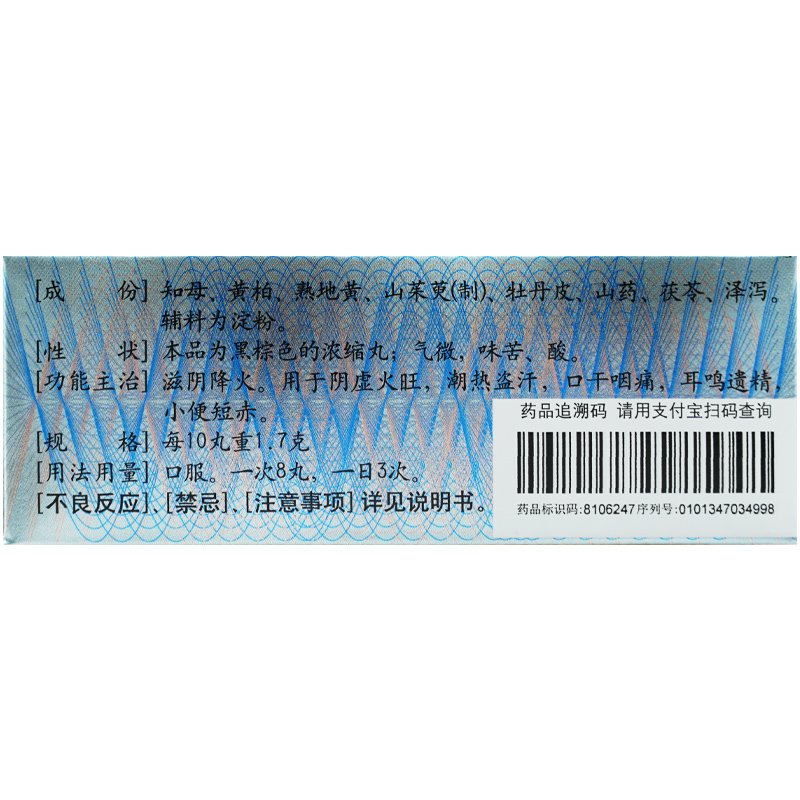 [成　份] 知母、黄柏、熟地黄、山茱萸(制)、牡丹皮、山药、茯苓、泽泻。
辅料为淀粉。
[性　状] 本品为黑棕色的浓缩丸；气微，味苦、酸。
[功能主治] 滋阴降火。用于阴虚火旺，潮热盗汗，口干咽痛，耳鸣遗精，
小便短赤。
[规　格] 每10丸重1.7克
[用法用量] 口服。一次8丸，一日3次。
[不良反应]、[禁忌]、[注意事项] 详见说明书。
药品追溯码 请用支付宝扫码查询
药品标识码:8106247序列号:0101347034998